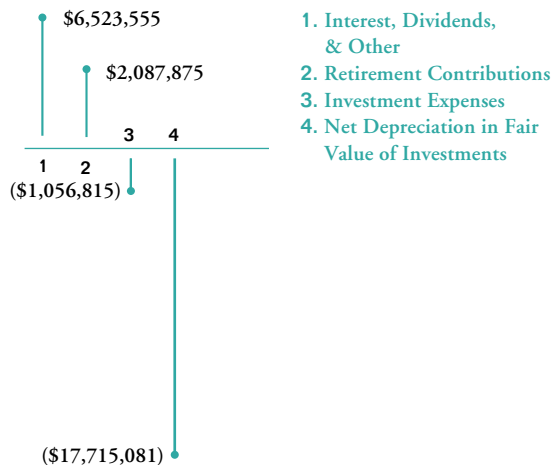 $6,523,555
$2,087,875
3 4
1 2
($1,056,815)
($17,715,081)
1. Interest, Dividends,
& Other
2. Retirement Contributions
3. Investment Expenses
4. Net Depreciation in Fair
Value of Investments